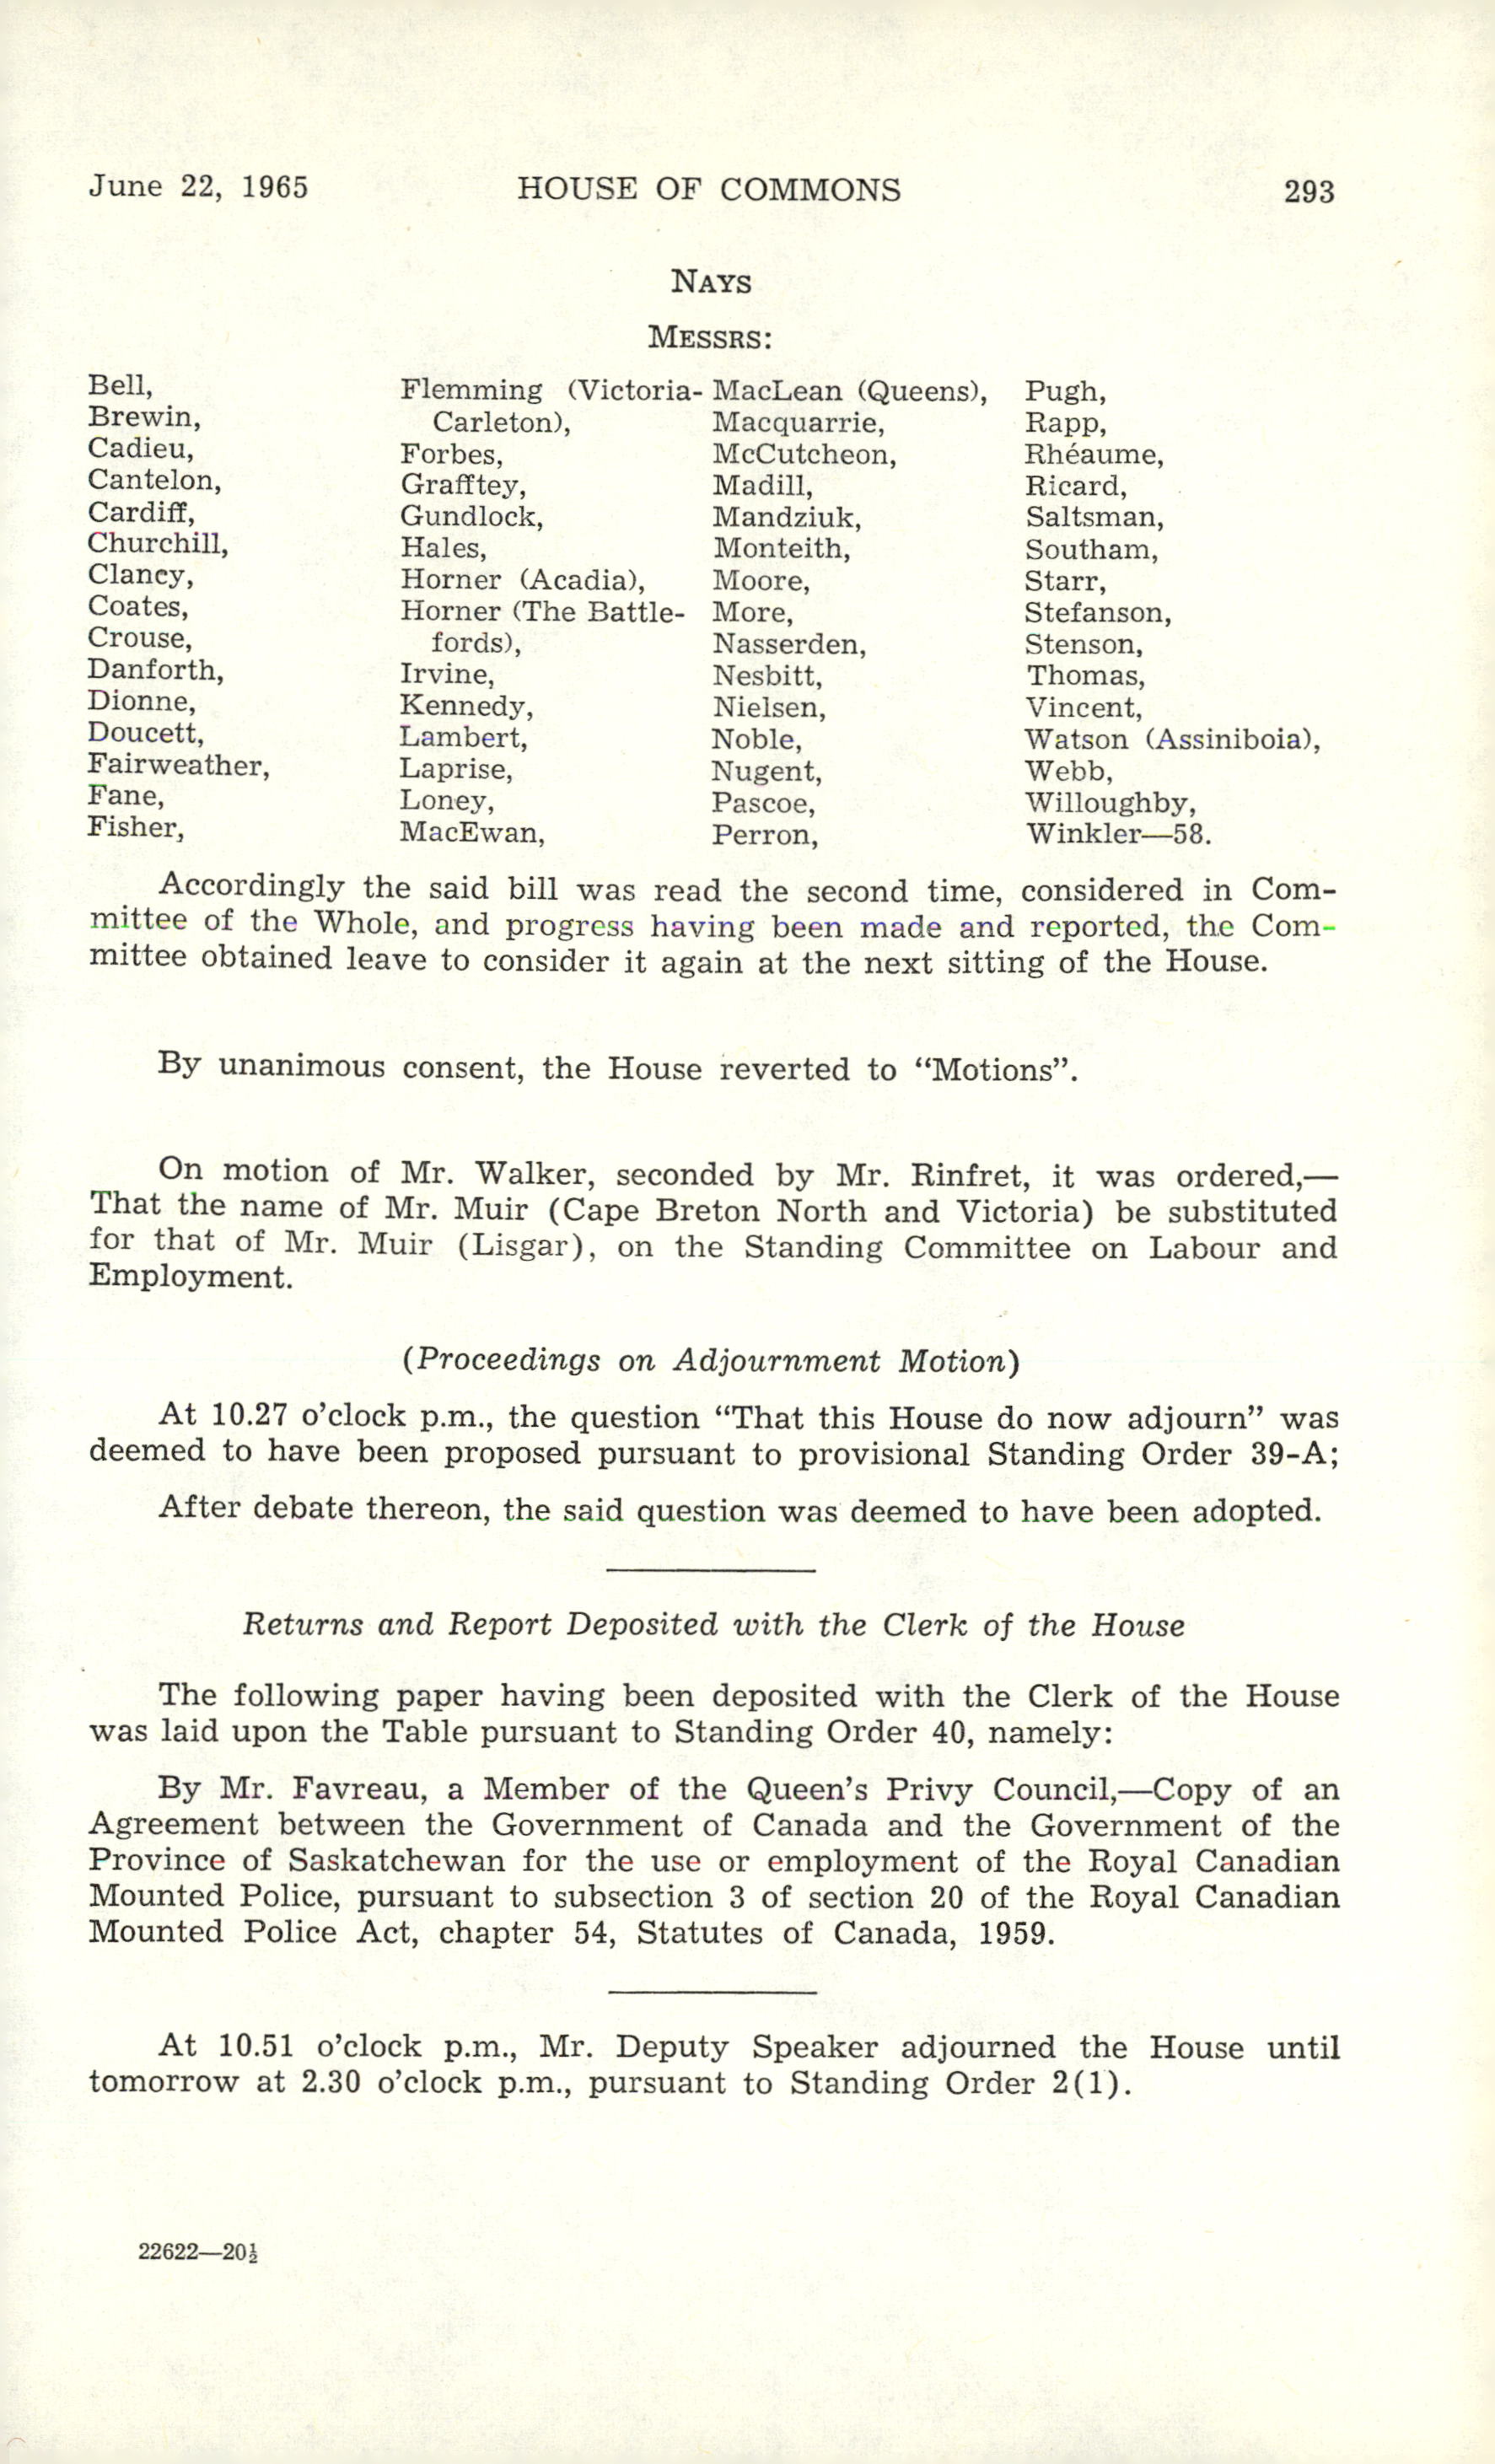 June 22, 1965 HOUSE OF COMMONS 293
NAYS
MESSRS:
Bell,
Brewin,
Cadieu,
Cantelon,
Cardiff,
Churchill,
Clancy,
Coates,
Crouse,
Danforth,
Dionne,
Doucett,
Fairweather,
Fane,
Fisher,
Flemming (Victoria-
Carleton),
Forbes,
Grafftey,
Gundlock,
Hales,
Horner (Acadia),
Horner (The Battle-
fords),
Irvine,
Kennedy,
Lambert,
Laprise,
Loney,
MacEwan,
MacLean (Queens),
Macquarrie,
McCutcheon,
Madill,
Mandziuk,
Monteith,
Moore,
More,
Nasserden,
Nesbitt,
Nielsen,
Noble,
Nugent,
Pascoe,
Perron,
Pugh,
Rapp,
Rhéaume,
Ricard,
Saltsman,
Southam,
Starr,
Stefanson,
Stenson,
Thomas,
Vincent,
Watson (Assiniboia),
Webb,
Willoughby,
Winkler—58.
Accordingly the said bill was read the second time, considered in Com-
mittee of the Whole, and progress having been made and reported, the Com-
mittee obtained leave to consider it again at the next sitting of the House.
By unanimous consent, the House reverted to “Motions”.
On motion of Mr. Walker, seconded by Mr. Rinfret, it was ordered,—
That the name of Mr. Muir (Cape Breton North and Victoria) be substituted
for that of Mr. Muir (Lisgar), on the Standing Committee on Labour and
Employment.
(Proceedings on Adjournment Motion)
At 10.27 o’clock p.m., the question “That this House do now adjourn” was
deemed to have been proposed pursuant to provisional Standing Order 39-A;
After debate thereon, the said question was deemed to have been adopted.
Returns and Report Deposited with the Clerk of the House
The following paper having been deposited with the Clerk of the House
was laid upon the Table pursuant to Standing Order 40, namely:
By Mr. Favreau, a Member of the Queen’s Privy Council,—Copy of an
Agreement between the Government of Canada and the Government of the
Province of Saskatchewan for the use or employment of the Royal Canadian
Mounted Police, pursuant to subsection 3 of section 20 of the Royal Canadian
Mounted Police Act, chapter 54, Statutes of Canada, 1959.
At 10.51 o’clock p.m., Mr. Deputy Speaker adjourned the House until
tomorrow at 2.30 o’clock p.m., pursuant to Standing Order 2(1).
22622—20½